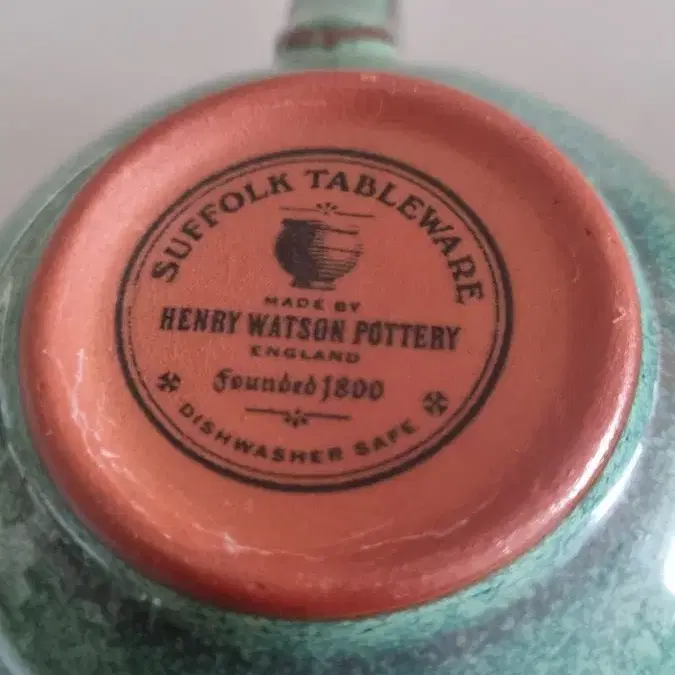 SUFFOLK TABLEWARE
MADE BY
HENRY WATSON POTTERY
ENGLAND
Founded 1800
DISHWASHER SAFE